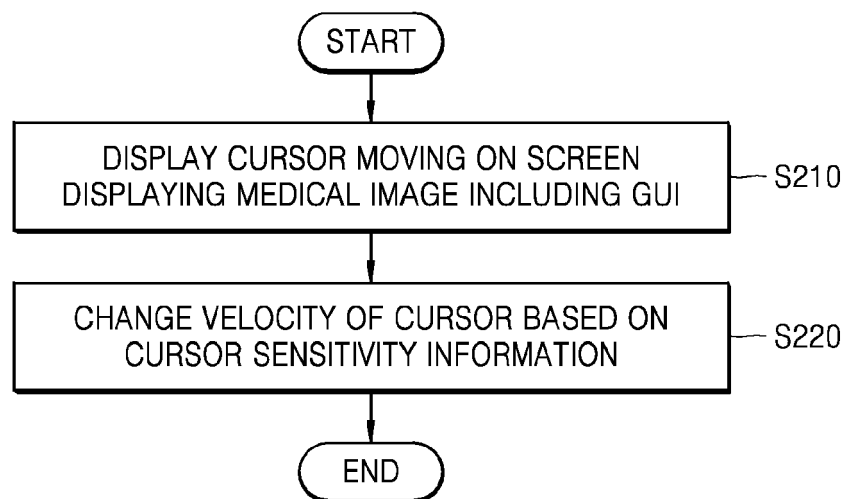 START
DISPLAY CURSOR MOVING ON SCREEN
DISPLAYING MEDICAL IMAGE INCLUDING GUI
S210
CHANGE VELOCITY OF CURSOR BASED ON
CURSOR SENSITIVITY INFORMATION
S220
END